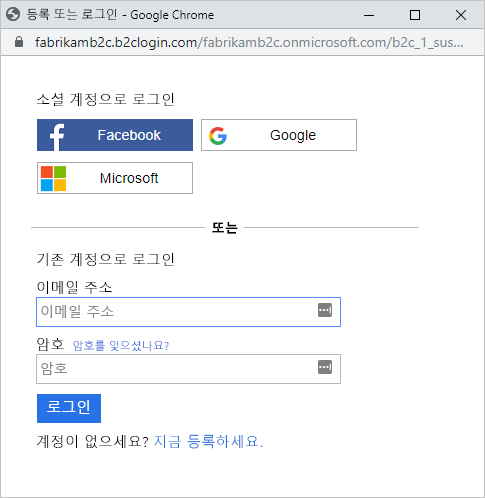 등록 또는 로그인 - Google Chrome
fabrikamb2c.b2clogin.com/fabrikamb2c.onmicrosoft.com/b2c_1_sus...
소셜 계정으로 로그인
Facebook Google
Microsoft
또는
기존 계정으로 로그인
이메일 주소
이메일 주소
암호 암호를 잊으셨나요?
암호
로그인
계정이 없으세요? 지금 등록하세요.